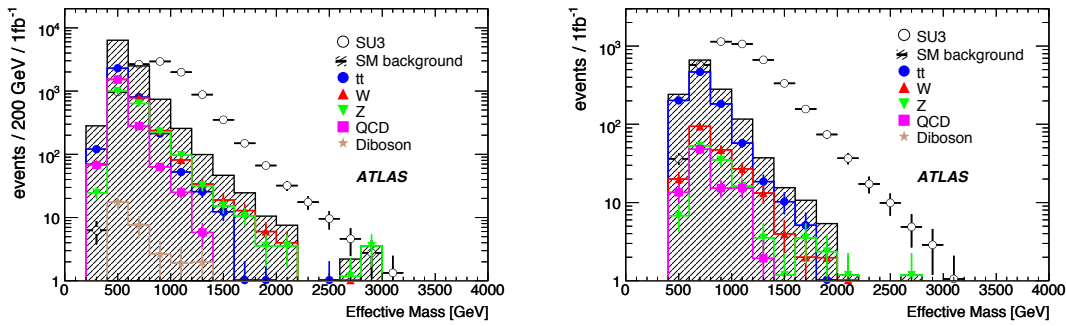 events / 200 GeV / 1fb⁻¹
10⁴
10³
10²
10
1
0 500 1000 1500 2000 2500 3000 3500 4000
Effective Mass [GeV]
SU3
SM background
tt
W
Z
QCD
Diboson
ATLAS
events / 1fb⁻¹
10³
10²
10
1
0 500 1000 1500 2000 2500 3000 3500 4000
Effective Mass [GeV]
SU3
SM background
tt
W
Z
QCD
Diboson
ATLAS